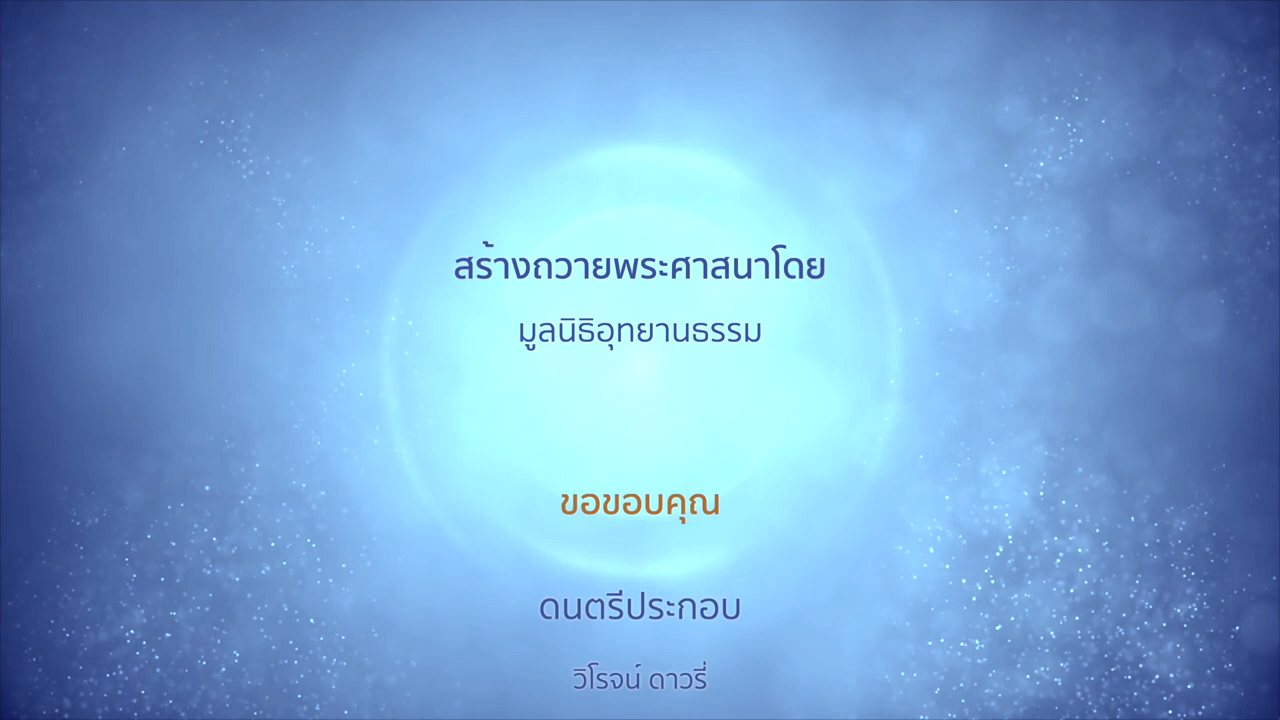 สร้างถวายพระศาสนาโดย
มูลนิธิอุทยานธรรม
ขอขอบคุณ
ดนตรีประกอบ
วิโรจน์ ดาวรี่